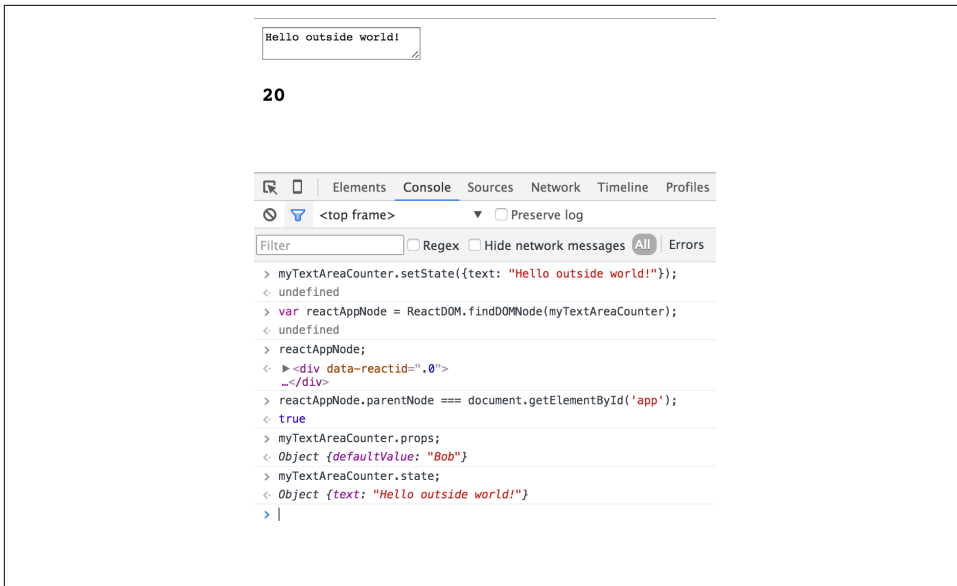 Hello outside world!
20
Elements Console Sources Network Timeline Profiles
<top frame> ▼ Preserve log
Filter Regex Hide network messages All Errors
> myTextAreaCounter.setState({text: "Hello outside world!"});
< undefined
> var reactAppNode = ReactDOM.findDOMNode(myTextAreaCounter);
< undefined
> reactAppNode;
< ▶<div data-reactid=".0">
…</div>
> reactAppNode.parentNode === document.getElementById('app');
< true
> myTextAreaCounter.props;
< Object {defaultValue: "Bob"}
> myTextAreaCounter.state;
< Object {text: "Hello outside world!"}
>